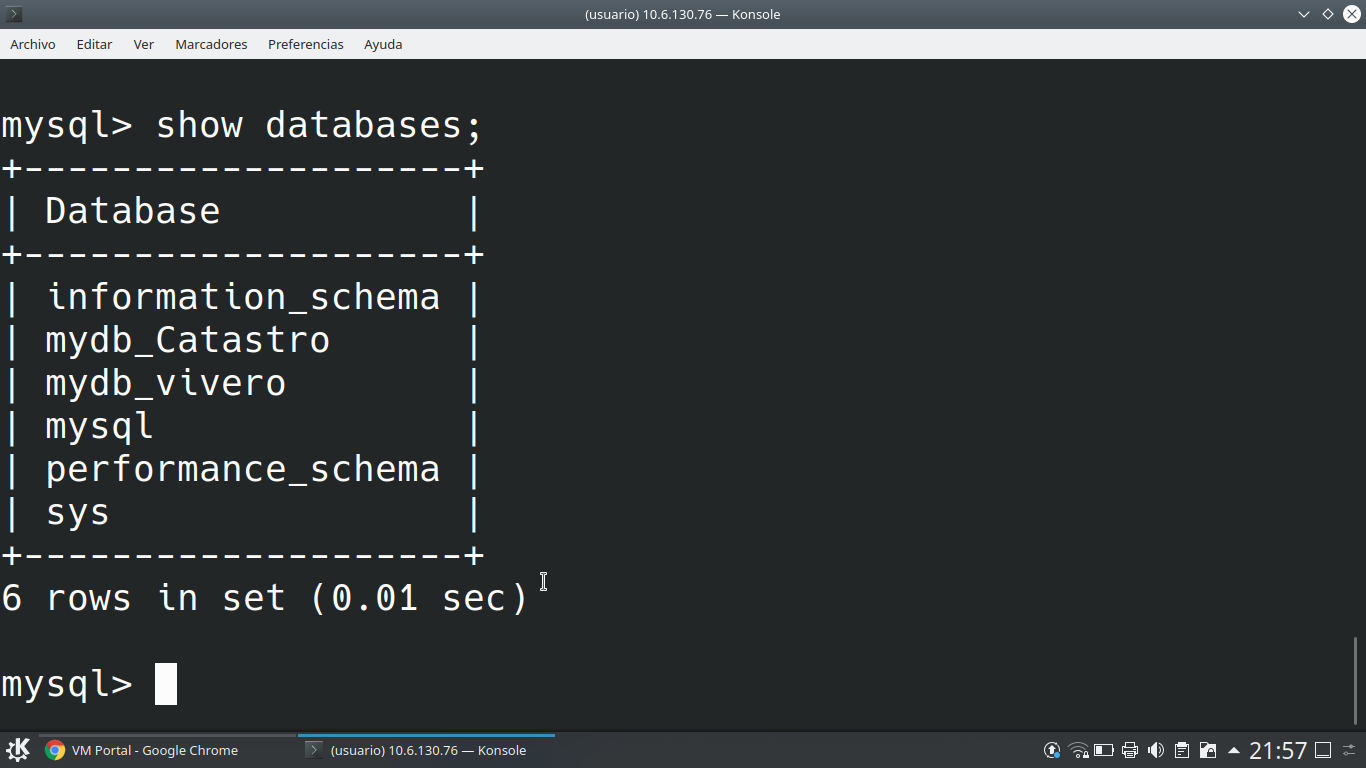 (usuario) 10.6.130.76 — Konsole
Archivo Editar Ver Marcadores Preferencias Ayuda
mysql> show databases;
+--------------------+
| Database           |
+--------------------+
| information_schema |
| mydb_Catastro      |
| mydb_vivero        |
| mysql              |
| performance_schema |
| sys                |
+--------------------+
6 rows in set (0.01 sec)
mysql>
VM Portal - Google Chrome (usuario) 10.6.130.76 — Konsole 21:57